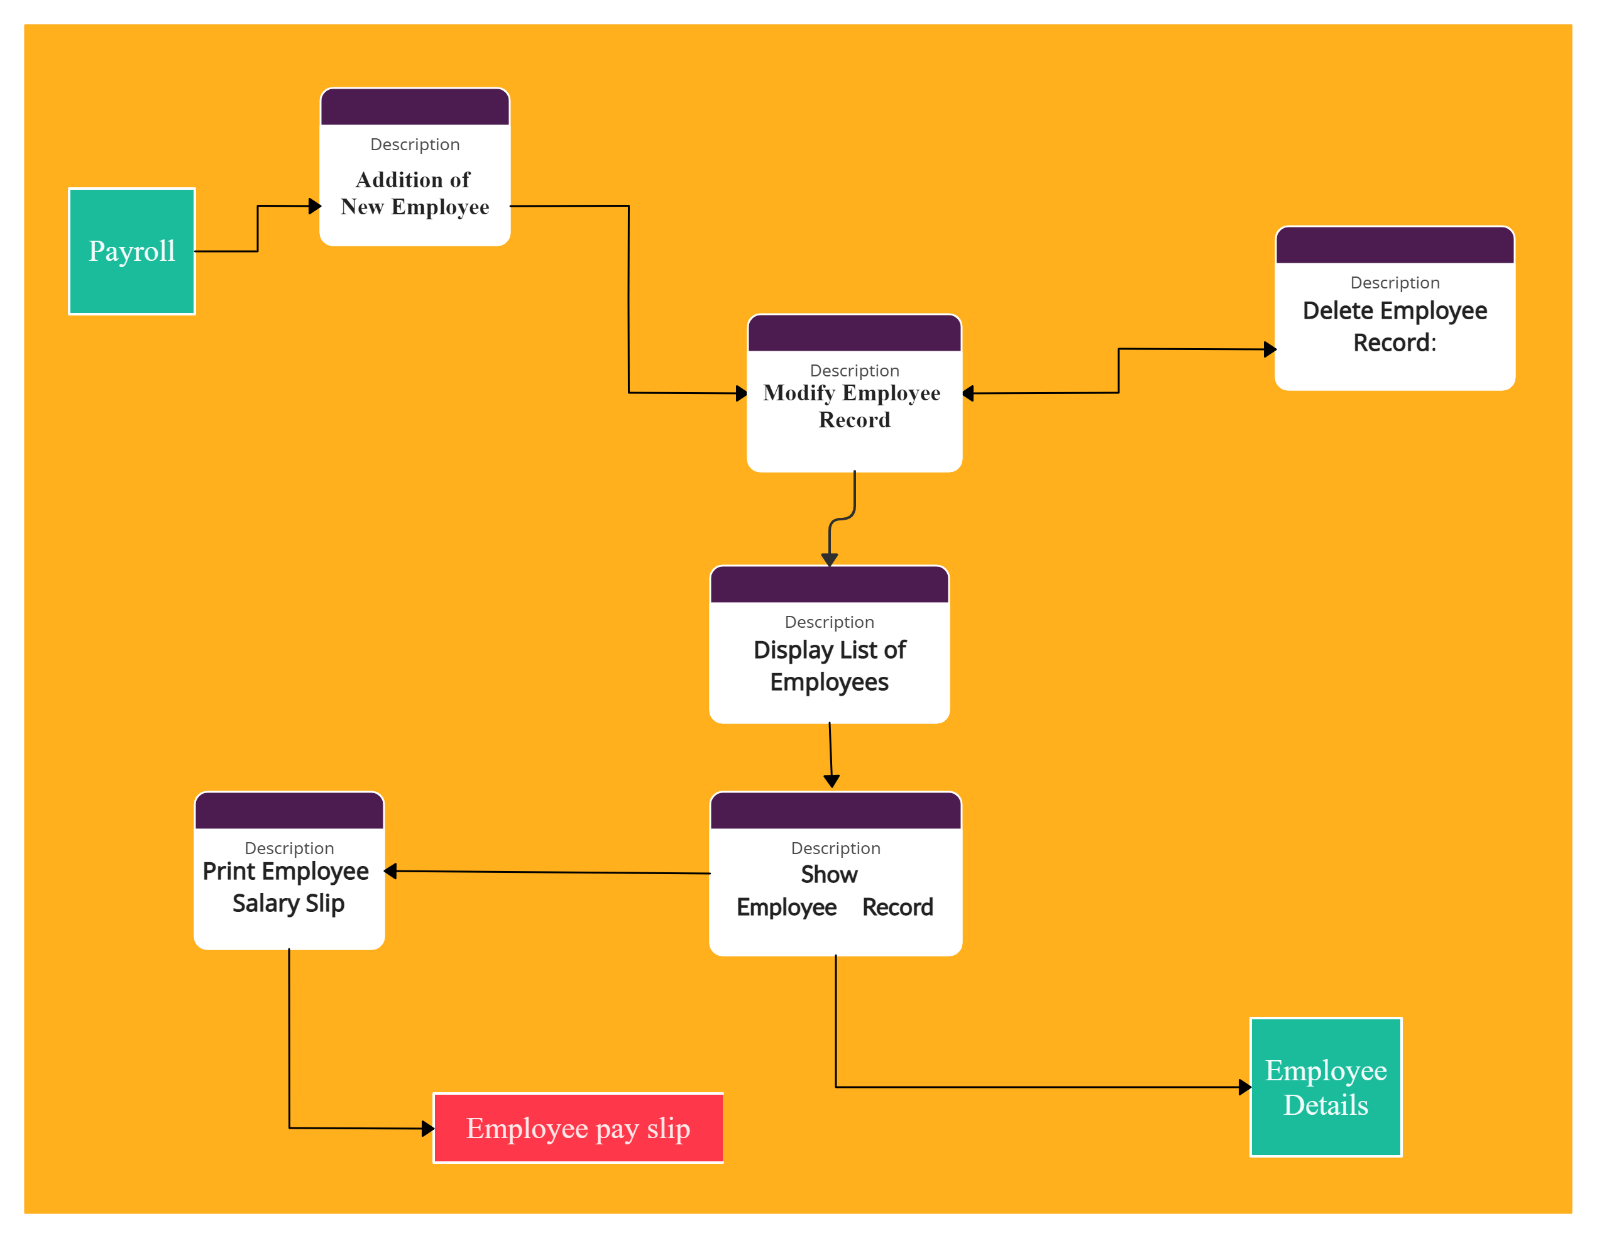 Description
Addition of
New Employee
Payroll
Description
Delete Employee
Record:
Description
Modify Employee
Record
Description
Display List of
Employees
Description
Print Employee
Salary Slip
Description
Show
Employee Record
Employee
Details
Employee pay slip